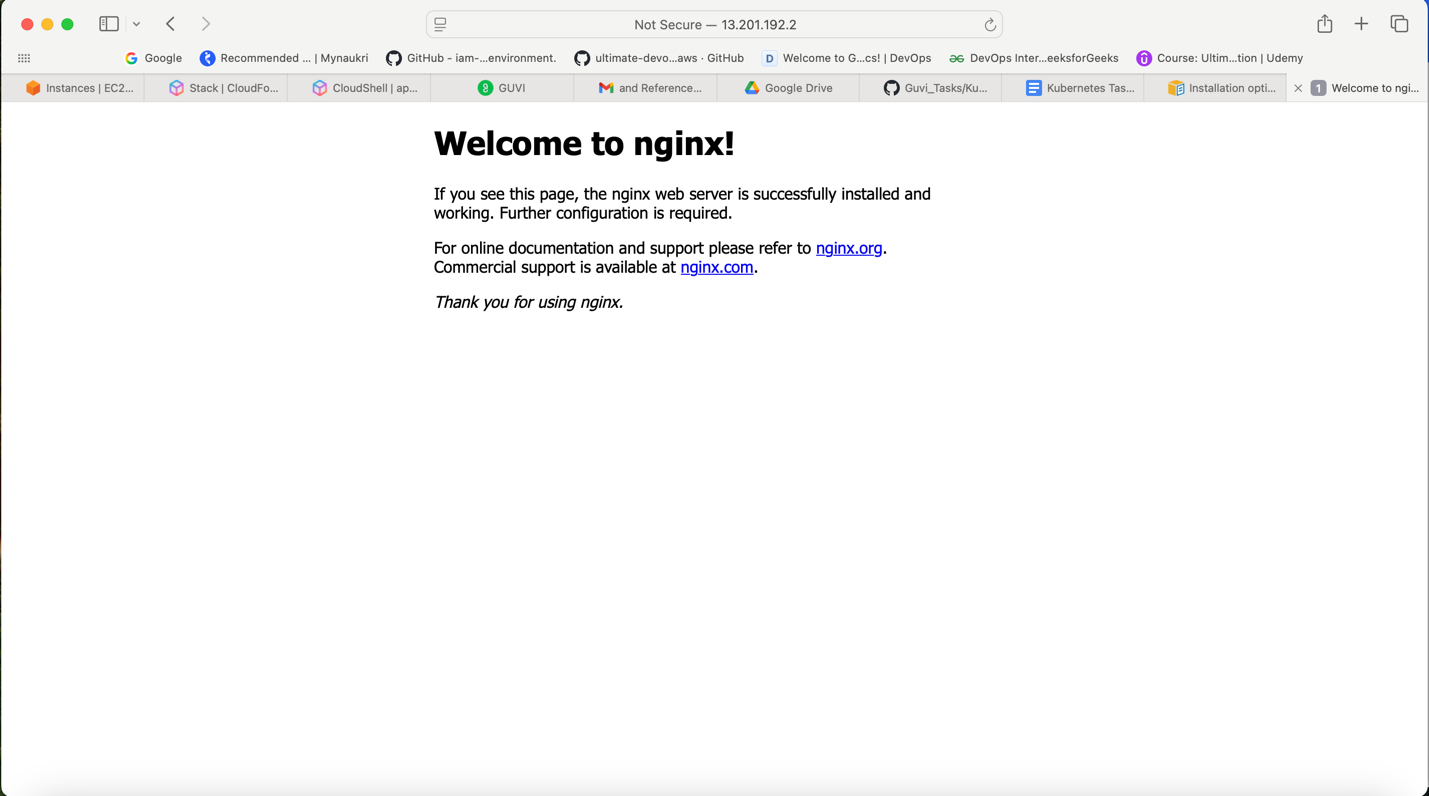 Not Secure — 13.201.192.2
Google
Recommended ... | Mynaukri
GitHub - iam-...environment.
ultimate-devo...aws · GitHub
D Welcome to G...cs! | DevOps
DevOps Inter...eeksforGeeks
Course: Ultim...tion | Udemy
Instances | EC2...
Stack | CloudFo...
CloudShell | ap...
GUVI
and Reference...
Google Drive
Guvi_Tasks/Ku...
Kubernetes Tas...
Installation opti...
1 Welcome to ngi...
Welcome to nginx!
If you see this page, the nginx web server is successfully installed and
working. Further configuration is required.
For online documentation and support please refer to nginx.org.
Commercial support is available at nginx.com.
Thank you for using nginx.